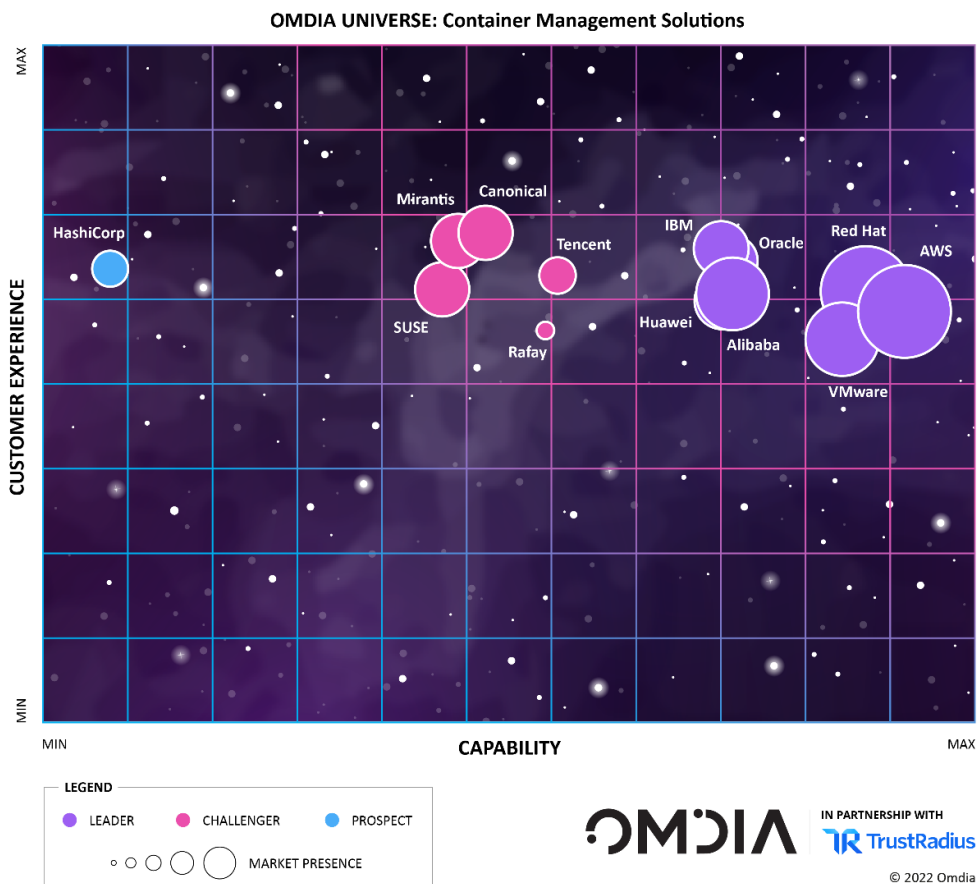 OMDIA UNIVERSE: Container Management Solutions
MAX
CUSTOMER EXPERIENCE
MIN
HashiCorp
Mirantis
Canonical
SUSE
Tencent
Rafay
IBM
Oracle
Huawei
Alibaba
Red Hat
AWS
VMware
MIN
CAPABILITY
MAX
LEGEND
LEADER
CHALLENGER
PROSPECT
MARKET PRESENCE
OMDIA
IN PARTNERSHIP WITH
TR TrustRadius
© 2022 Omdia